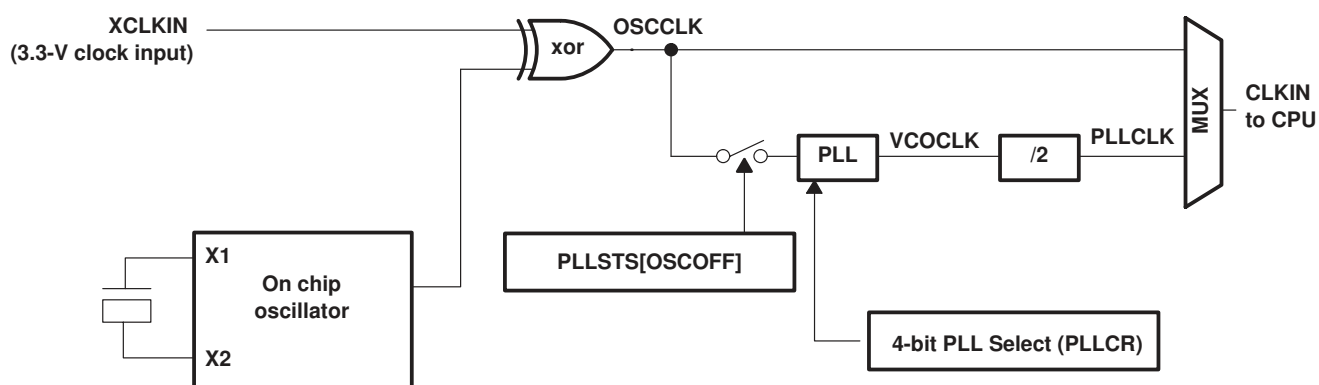 XCLKIN
(3.3-V clock input)
xor
OSCCLK
MUX
CLKIN
to CPU
PLL
VCOCLK
/2
PLLCLK
PLLSTS[OSCOFF]
X1
On chip
oscillator
X2
4-bit PLL Select (PLLCR)